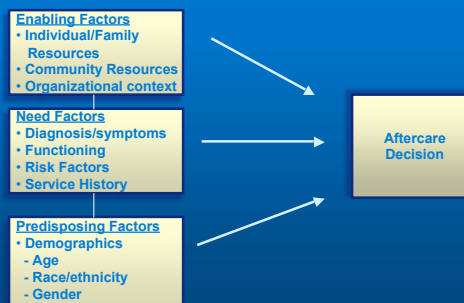 Enabling Factors
• Individual/Family
Resources
• Community Resources
• Organizational context
Need Factors
• Diagnosis/symptoms
• Functioning
• Risk Factors
• Service History
Predisposing Factors
• Demographics
- Age
- Race/ethnicity
- Gender
Aftercare
Decision